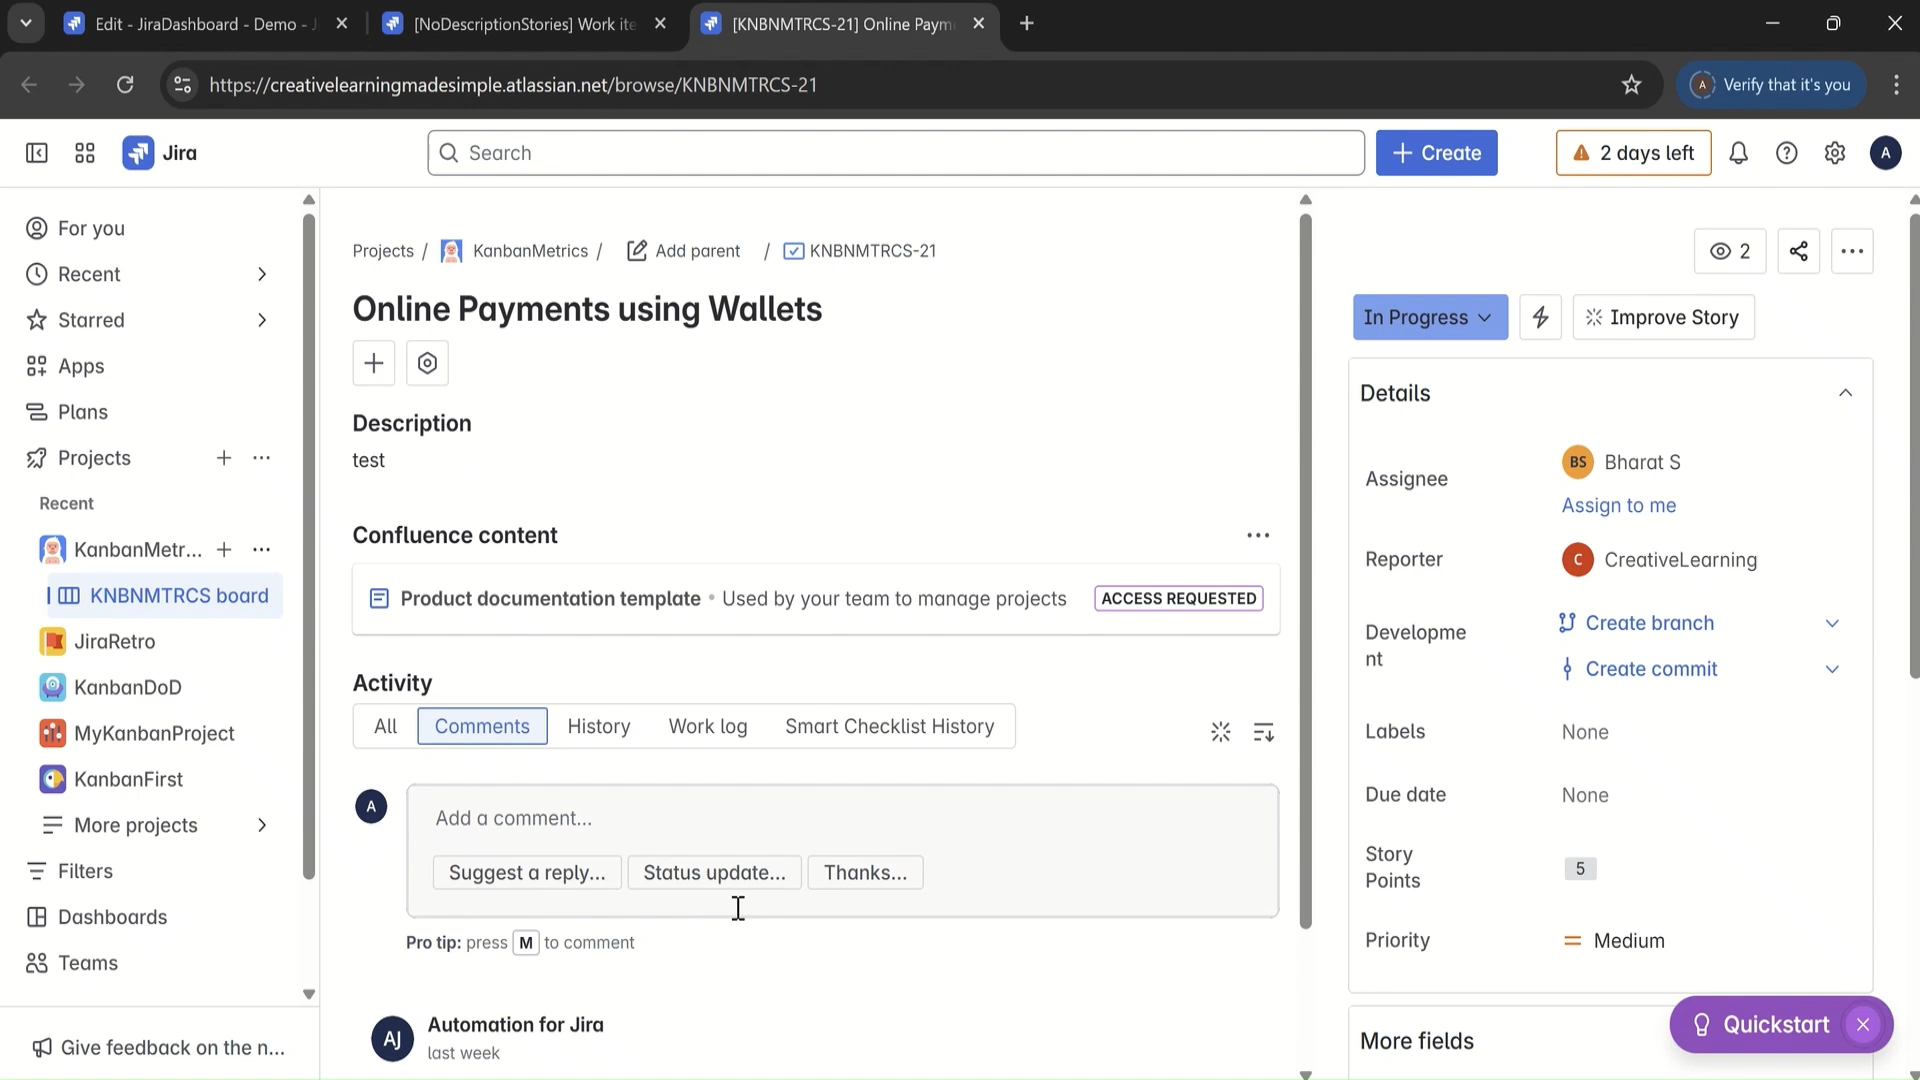 Edit - JiraDashboard - Demo - J
[NoDescriptionStories] Work ite
[KNBNMTRCS-21] Online Paym
https://creativelearningmadesimple.atlassian.net/browse/KNBNMTRCS-21
A
Verify that it's you
Jira
Search
Create
2 days left
A
For you
Recent
Starred
Apps
Plans
Projects
Recent
KanbanMetr...
KNBNMTRCS board
JiraRetro
KanbanDoD
MyKanbanProject
KanbanFirst
More projects
Filters
Dashboards
Teams
Give feedback on the n...
Projects / KanbanMetrics / Add parent / KNBNMTRCS-21
Online Payments using Wallets
Description
test
Confluence content
Product documentation template • Used by your team to manage projects ACCESS REQUESTED
Activity
All Comments History Work log Smart Checklist History
A
Add a comment...
Suggest a reply... Status update... Thanks...
Pro tip: press M to comment
AJ
Automation for Jira
last week
2
In Progress
Improve Story
Details
Assignee
BS Bharat S
Assign to me
Reporter
C CreativeLearning
Developme
nt
Create branch
Create commit
Labels
None
Due date
None
Story
Points
5
Priority
Medium
More fields
Quickstart